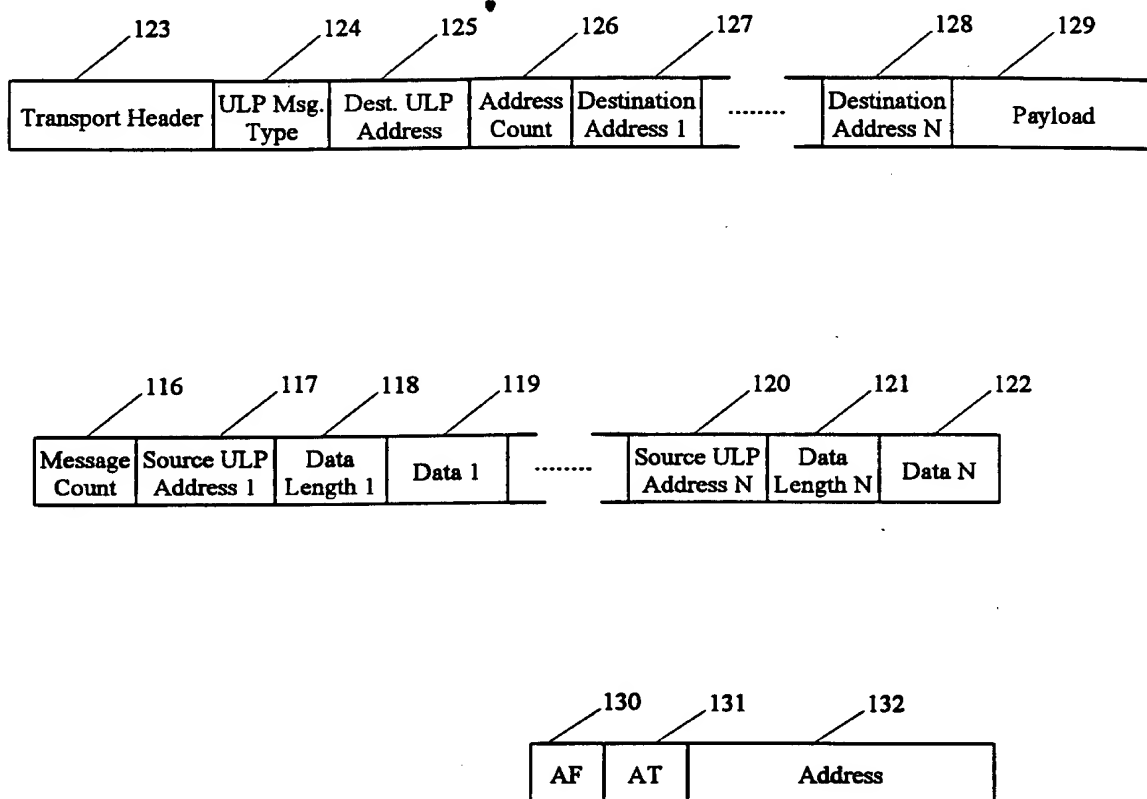 123 124 125 126 127 128 129
Transport Header ULP Msg. Type Dest. ULP Address Address Count Destination Address 1 ........ Destination Address N Payload
116 117 118 119 120 121 122
Message Count Source ULP Address 1 Data Length 1 Data 1 ........ Source ULP Address N Data Length N Data N
130 131 132
AF AT Address